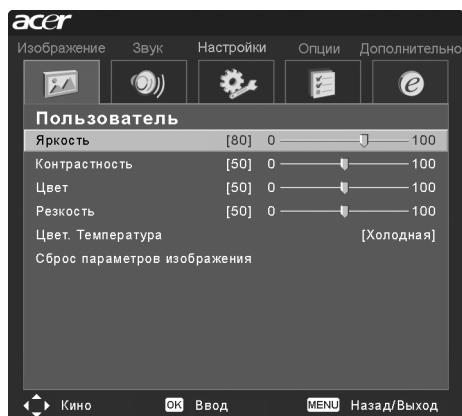 acer
Изображение Звук Настройки Опции Дополнительно
e
Пользователь
Яркость [80] 0 100
Контрастность [50] 0 100
Цвет [50] 0 100
Резкость [50] 0 100
Цвет. Температура [Холодная]
Сброс параметров изображения
Кино OK Ввод MENU Назад/Выход